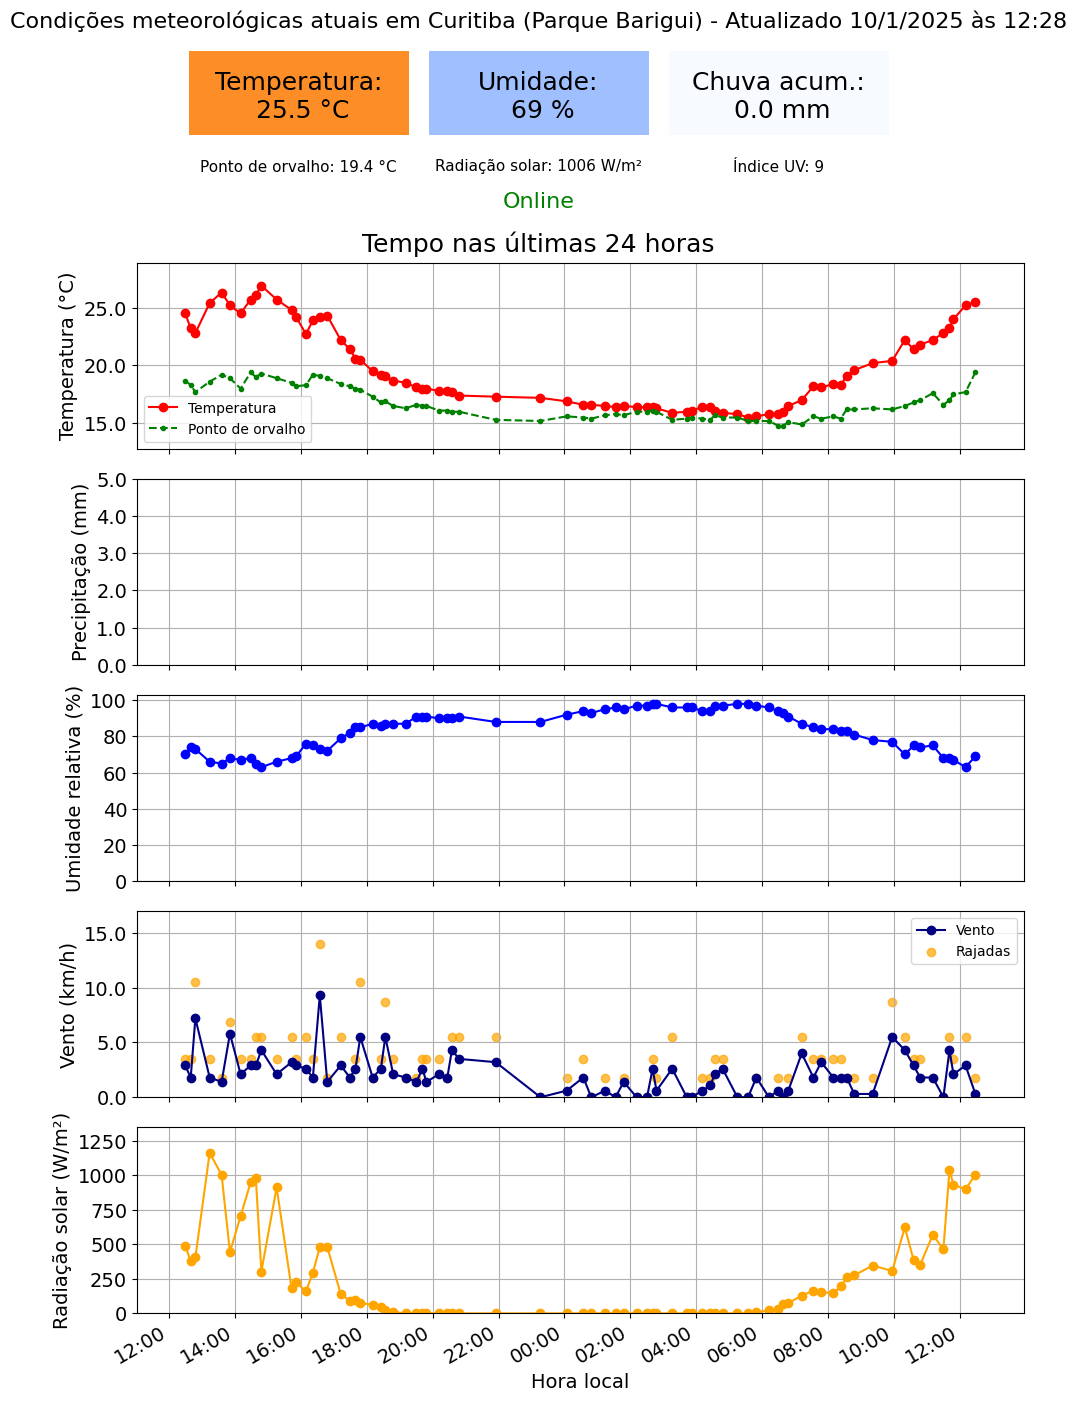 Condições meteorológicas atuais em Curitiba (Parque Barigui) - Atualizado 10/1/2025 às 12:28
Temperatura:
25.5 °C
Umidade:
69 %
Chuva acum.:
0.0 mm
Ponto de orvalho: 19.4 °C
Radiação solar: 1006 W/m²
Índice UV: 9
Online
Tempo nas últimas 24 horas
Temperatura (°C)
25.0
20.0
15.0
Temperatura
Ponto de orvalho
Precipitação (mm)
5.0
4.0
3.0
2.0
1.0
0.0
Umidade relativa (%)
100
80
60
40
20
0
Vento (km/h)
15.0
10.0
5.0
0.0
Vento
Rajadas
Radiação solar (W/m²)
1250
1000
750
500
250
0
12:00
14:00
16:00
18:00
20:00
22:00
00:00
02:00
04:00
06:00
08:00
10:00
12:00
Hora local